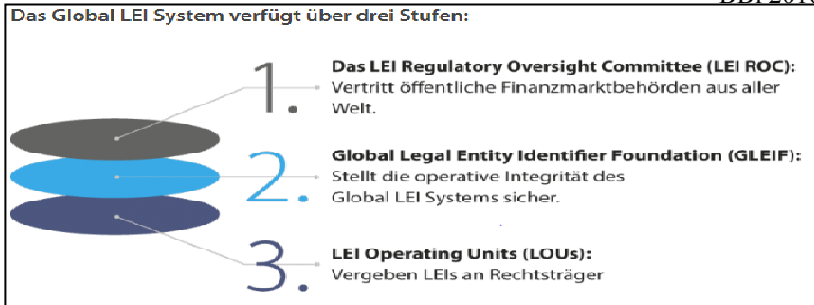 Das Global LEI System verfügt über drei Stufen:
1.
Das LEI Regulatory Oversight Committee (LEI ROC):
Vertritt öffentliche Finanzmarktbehörden aus aller
Welt.
2.
Global Legal Entity Identifier Foundation (GLEIF):
Stellt die operative Integrität des
Global LEI Systems sicher.
3.
LEI Operating Units (LOUs):
Vergeben LEIs an Rechtsträger